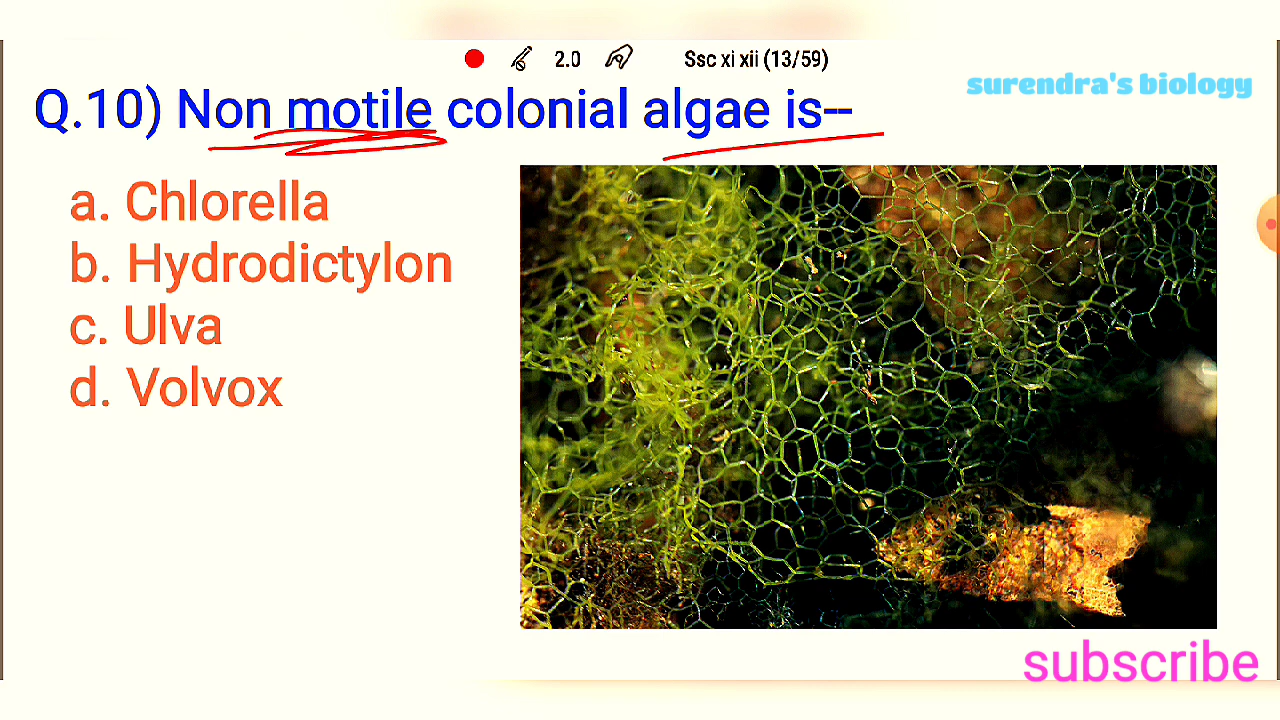 2.0 Ssc xi xii (13/59)
surendra's biology
Q.10) Non motile colonial algae is--
a. Chlorella
b. Hydrodictylon
c. Ulva
d. Volvox
subscribe